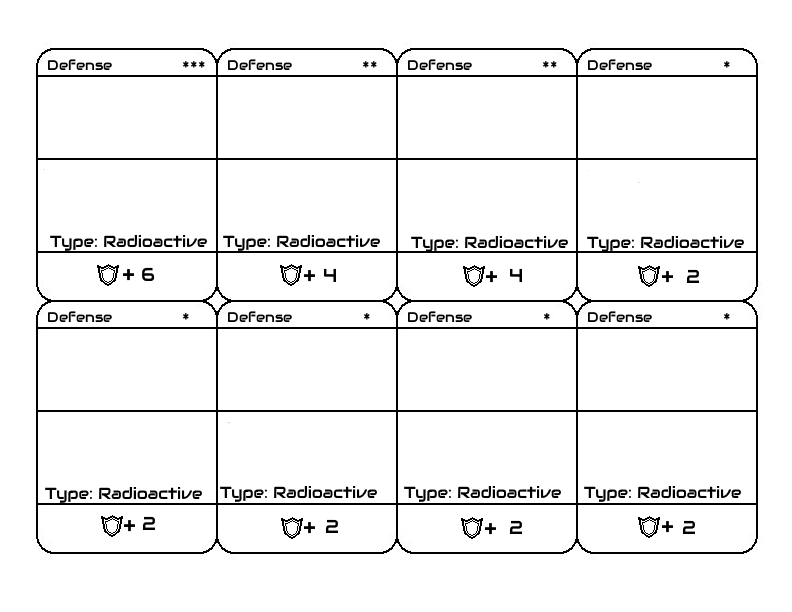 Defense ***
Defense **
Defense **
Defense *
Type: Radioactive
Type: Radioactive
Type: Radioactive
Type: Radioactive
+ 6
+ 4
+ 4
+ 2
Defense *
Defense *
Defense *
Defense *
Type: Radioactive
Type: Radioactive
Type: Radioactive
Type: Radioactive
+ 2
+ 2
+ 2
+ 2